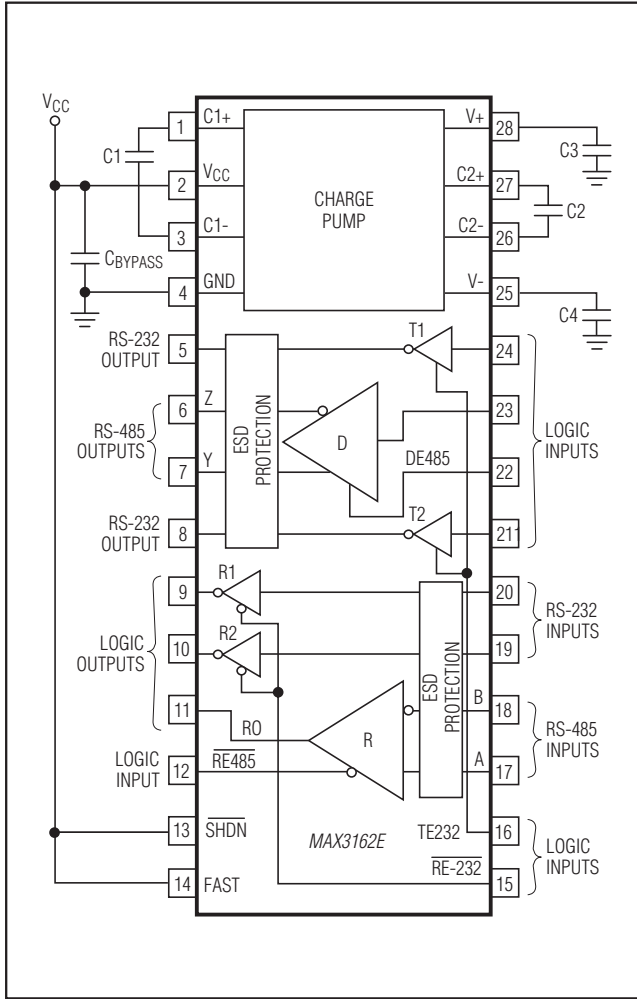 VCC
1 C1+ V+ 28
C1 C3
2 VCC C2+ 27
CHARGE
PUMP
C2
3 C1- C2- 26
CBYPASS
4 GND V- 25
C4
RS-232
OUTPUT
5 T1 24
6 Z 23
RS-485
OUTPUTS
ESD
PROTECTION
D
LOGIC
INPUTS
7 Y DE485 22
RS-232
OUTPUT
8 T2 211
9 R1 20
RS-232
INPUTS
LOGIC
OUTPUTS
10 R2 19
ESD
PROTECTION
B 18
RS-485
INPUTS
11 RO R
LOGIC
INPUT
12 RE485 A 17
13 SHDN MAX3162E TE232 16
LOGIC
INPUTS
14 FAST RE-232 15